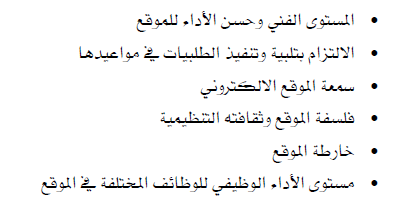 • المستوى الفني وحسن الأداء للموقع
• الالتزام بتلبية وتنفيذ الطلبيات في مواعيدها
• سمعة الموقع الالكتروني
• فلسفة الموقع وثقافته التنظيمية
• خارطة الموقع
• مستوى الأداء الوظيفي للوظائف المختلفة في الموقع